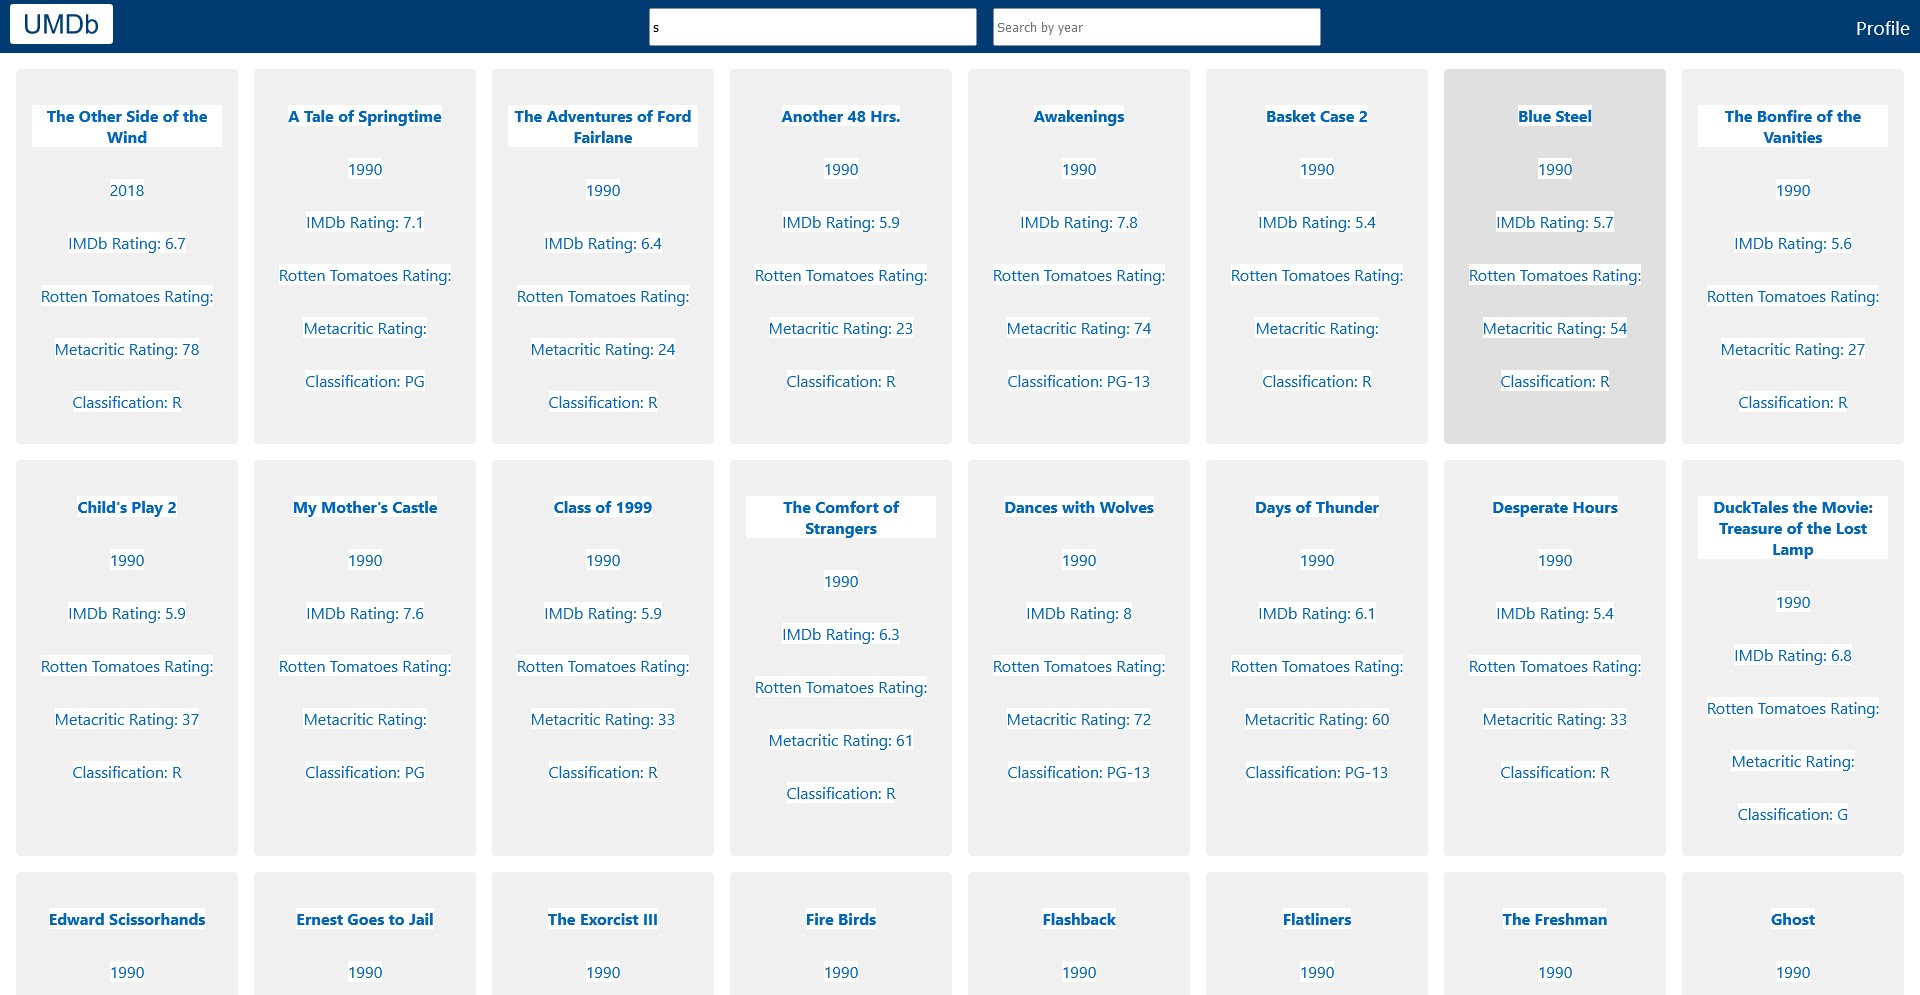 UMDb
s
Search by year
Profile
The Other Side of the
Wind
2018
IMDb Rating: 6.7
Rotten Tomatoes Rating:
Metacritic Rating: 78
Classification: R
A Tale of Springtime
1990
IMDb Rating: 7.1
Rotten Tomatoes Rating:
Metacritic Rating:
Classification: PG
The Adventures of Ford
Fairlane
1990
IMDb Rating: 6.4
Rotten Tomatoes Rating:
Metacritic Rating: 24
Classification: R
Another 48 Hrs.
1990
IMDb Rating: 5.9
Rotten Tomatoes Rating:
Metacritic Rating: 23
Classification: R
Awakenings
1990
IMDb Rating: 7.8
Rotten Tomatoes Rating:
Metacritic Rating: 74
Classification: PG-13
Basket Case 2
1990
IMDb Rating: 5.4
Rotten Tomatoes Rating:
Metacritic Rating:
Classification: R
Blue Steel
1990
IMDb Rating: 5.7
Rotten Tomatoes Rating:
Metacritic Rating: 54
Classification: R
The Bonfire of the
Vanities
1990
IMDb Rating: 5.6
Rotten Tomatoes Rating:
Metacritic Rating: 27
Classification: R
Child's Play 2
1990
IMDb Rating: 5.9
Rotten Tomatoes Rating:
Metacritic Rating: 37
Classification: R
My Mother's Castle
1990
IMDb Rating: 7.6
Rotten Tomatoes Rating:
Metacritic Rating:
Classification: PG
Class of 1999
1990
IMDb Rating: 5.9
Rotten Tomatoes Rating:
Metacritic Rating: 33
Classification: R
The Comfort of
Strangers
1990
IMDb Rating: 6.3
Rotten Tomatoes Rating:
Metacritic Rating: 61
Classification: R
Dances with Wolves
1990
IMDb Rating: 8
Rotten Tomatoes Rating:
Metacritic Rating: 72
Classification: PG-13
Days of Thunder
1990
IMDb Rating: 6.1
Rotten Tomatoes Rating:
Metacritic Rating: 60
Classification: PG-13
Desperate Hours
1990
IMDb Rating: 5.4
Rotten Tomatoes Rating:
Metacritic Rating: 33
Classification: R
DuckTales the Movie:
Treasure of the Lost
Lamp
1990
IMDb Rating: 6.8
Rotten Tomatoes Rating:
Metacritic Rating:
Classification: G
Edward Scissorhands
1990
Ernest Goes to Jail
1990
The Exorcist III
1990
Fire Birds
1990
Flashback
1990
Flatliners
1990
The Freshman
1990
Ghost
1990